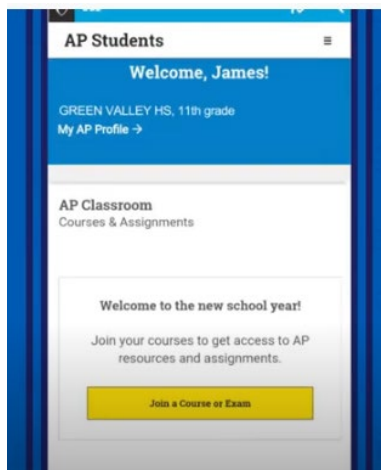 AP Students
Welcome, James!
GREEN VALLEY HS, 11th grade
My AP Profile →
AP Classroom
Courses & Assignments
Welcome to the new school year!
Join your courses to get access to AP
resources and assignments.
Join a Course or Exam